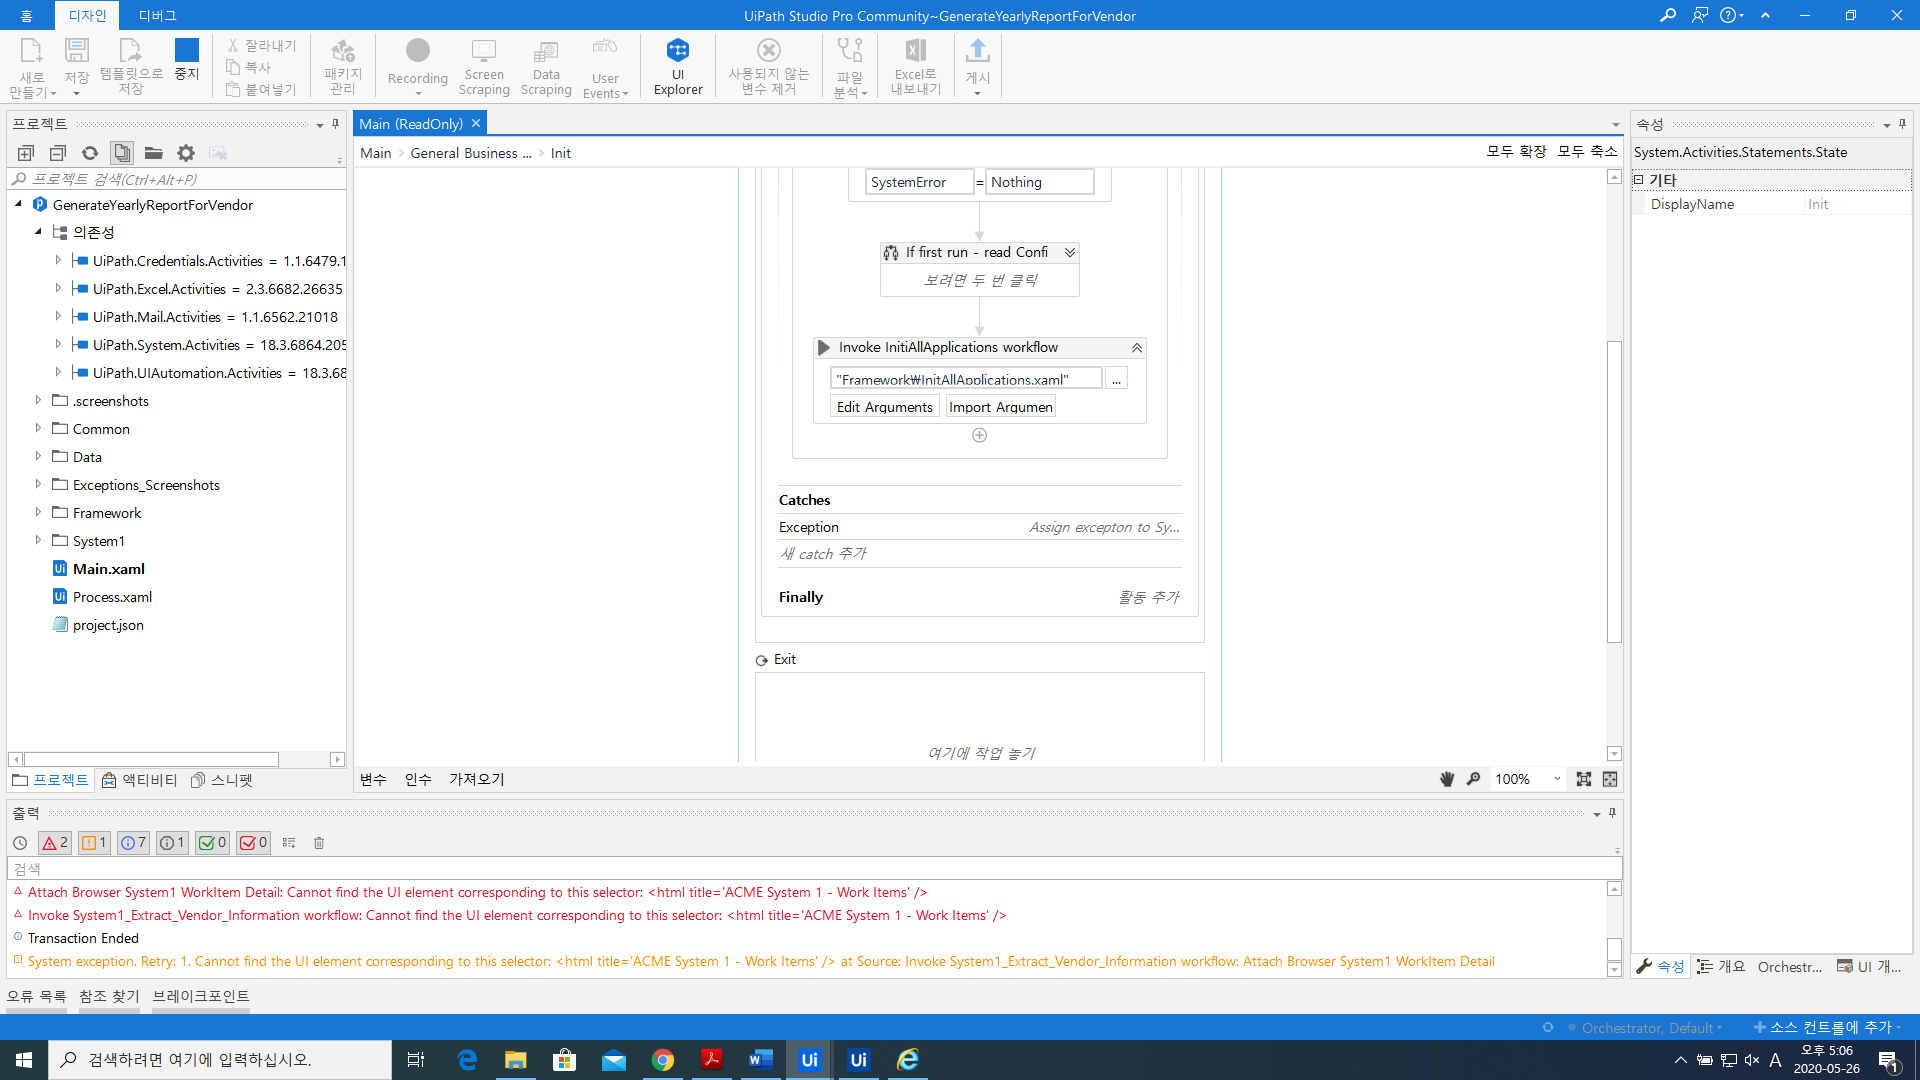 홈 디자인 디버그 UiPath Studio Pro Community~GenerateYearlyReportForVendor
새로 만들기
저장
템플릿으로 저장
중지
잘라내기
복사
붙여넣기
패키지 관리
Recording
Screen Scraping
Data Scraping
User Events
UI Explorer
사용되지 않는 변수 제거
파일 분석
Excel로 내보내기
게시
프로젝트
프로젝트 검색(Ctrl+Alt+P)
GenerateYearlyReportForVendor
의존성
UiPath.Credentials.Activities = 1.1.6479.1
UiPath.Excel.Activities = 2.3.6682.26635
UiPath.Mail.Activities = 1.1.6562.21018
UiPath.System.Activities = 18.3.6864.205
UiPath.UIAutomation.Activities = 18.3.68
.screenshots
Common
Data
Exceptions_Screenshots
Framework
System1
Main.xaml
Process.xaml
project.json
프로젝트 액티비티 스니펫
Main (ReadOnly)
Main > General Business ... > Init
모두 확장 모두 축소
SystemError = Nothing
If first run - read Confi
보려면 두 번 클릭
Invoke InitiAllApplications workflow
"Framework₩InitAllApplications.xaml" ...
Edit Arguments Import Argumen
Catches
Exception Assign excepton to Sy...
새 catch 추가
Finally 활동 추가
Exit
여기에 작업 놓기
변수 인수 가져오기
100%
속성
System.Activities.Statements.State
기타
DisplayName Init
속성 개요 Orchestr... UI 개...
출력
2 1 7 1 0 0
검색
Attach Browser System1 WorkItem Detail: Cannot find the UI element corresponding to this selector: <html title='ACME System 1 - Work Items' />
Invoke System1_Extract_Vendor_Information workflow: Cannot find the UI element corresponding to this selector: <html title='ACME System 1 - Work Items' />
Transaction Ended
System exception. Retry: 1. Cannot find the UI element corresponding to this selector: <html title='ACME System 1 - Work Items' /> at Source: Invoke System1_Extract_Vendor_Information workflow: Attach Browser System1 WorkItem Detail
오류 목록 참조 찾기 브레이크포인트
Orchestrator, Default 소스 컨트롤에 추가
검색하려면 여기에 입력하십시오.
A
오후 5:06
2020-05-26
1